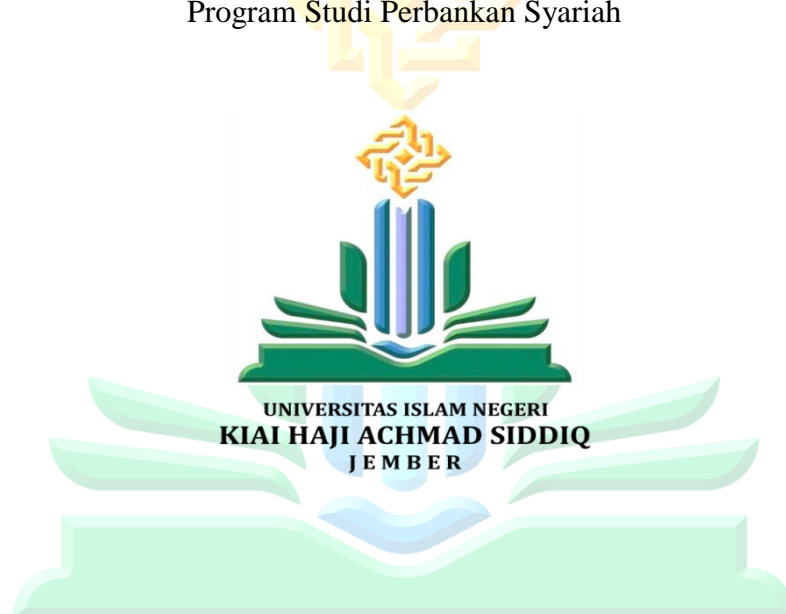 Program Studi Perbankan Syariah
UNIVERSITAS ISLAM NEGERI
KIAI HAJI ACHMAD SIDDIQ
JEMBER